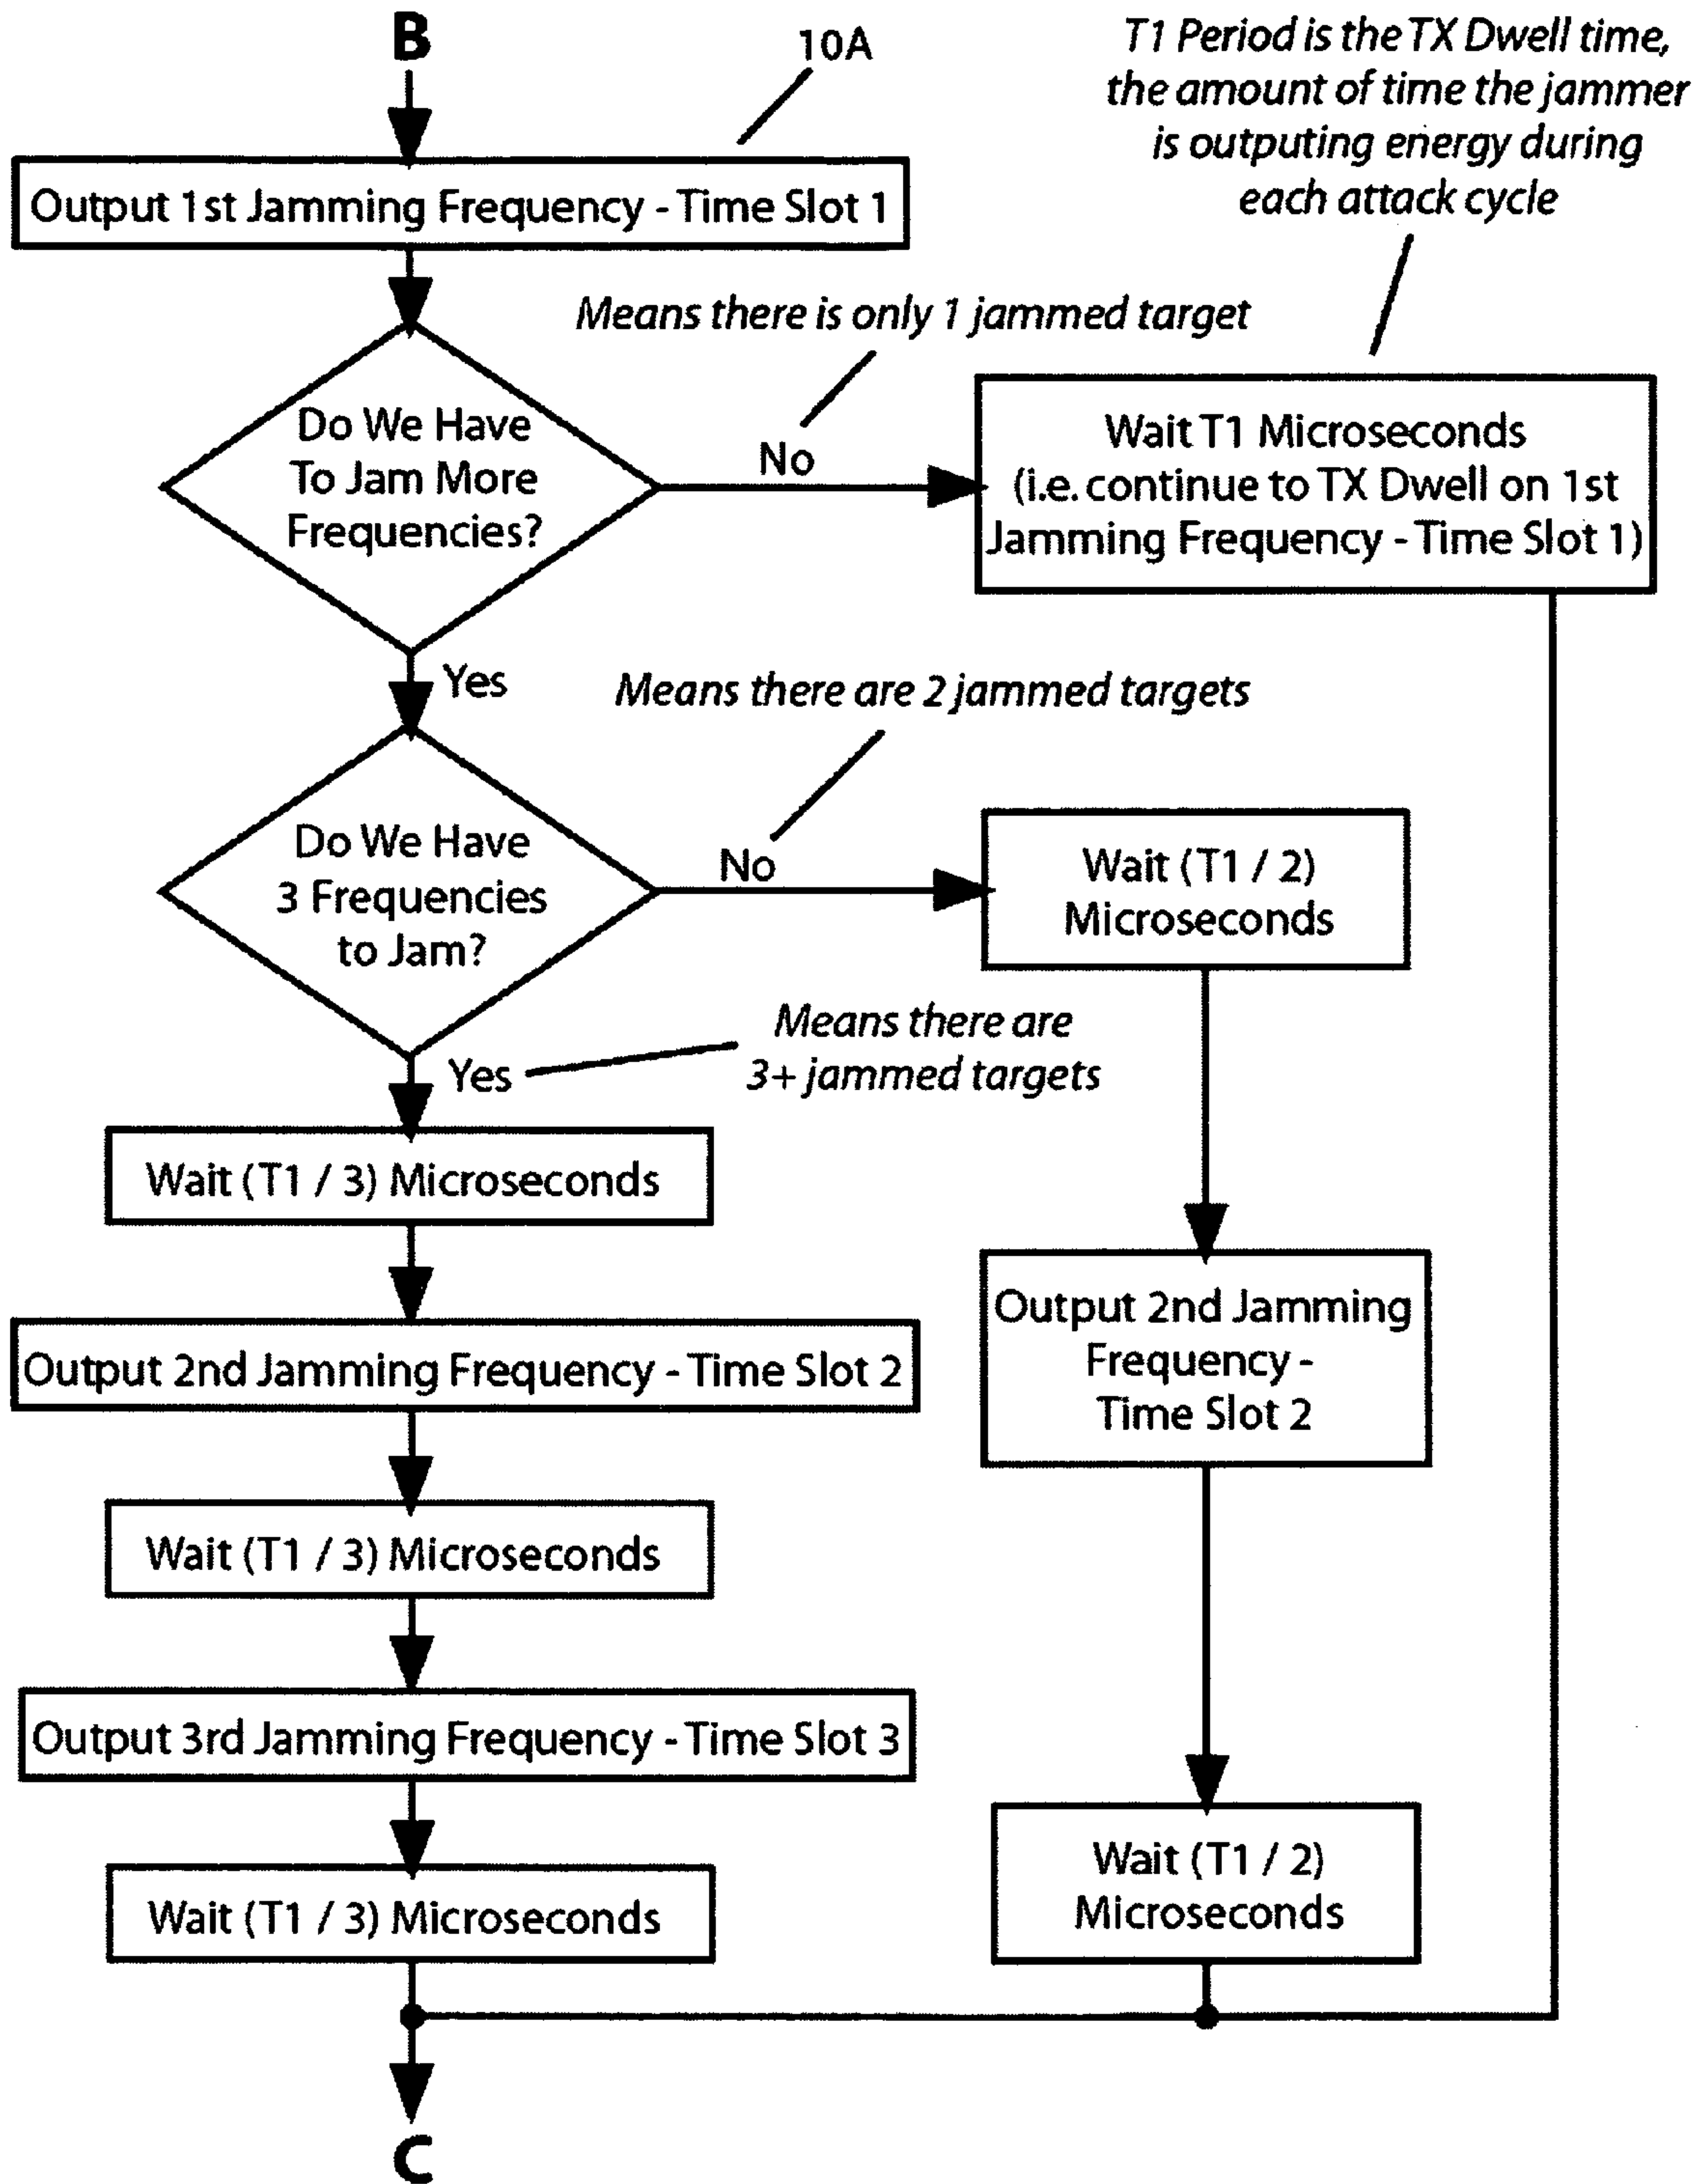 B
10A
T1 Period is the TX Dwell time,
the amount of time the jammer
is outputing energy during
each attack cycle
Output 1st Jamming Frequency - Time Slot 1
Means there is only 1 jammed target
Do We Have
To Jam More
Frequencies?
No
Wait T1 Microseconds
(i.e. continue to TX Dwell on 1st
Jamming Frequency - Time Slot 1)
Yes
Means there are 2 jammed targets
Do We Have
3 Frequencies
to Jam?
No
Wait (T1 / 2)
Microseconds
Yes
Means there are
3+ jammed targets
Wait (T1 / 3) Microseconds
Output 2nd Jamming Frequency - Time Slot 2
Output 2nd Jamming
Frequency -
Time Slot 2
Wait (T1 / 3) Microseconds
Output 3rd Jamming Frequency - Time Slot 3
Wait (T1 / 3) Microseconds
Wait (T1 / 2)
Microseconds
C